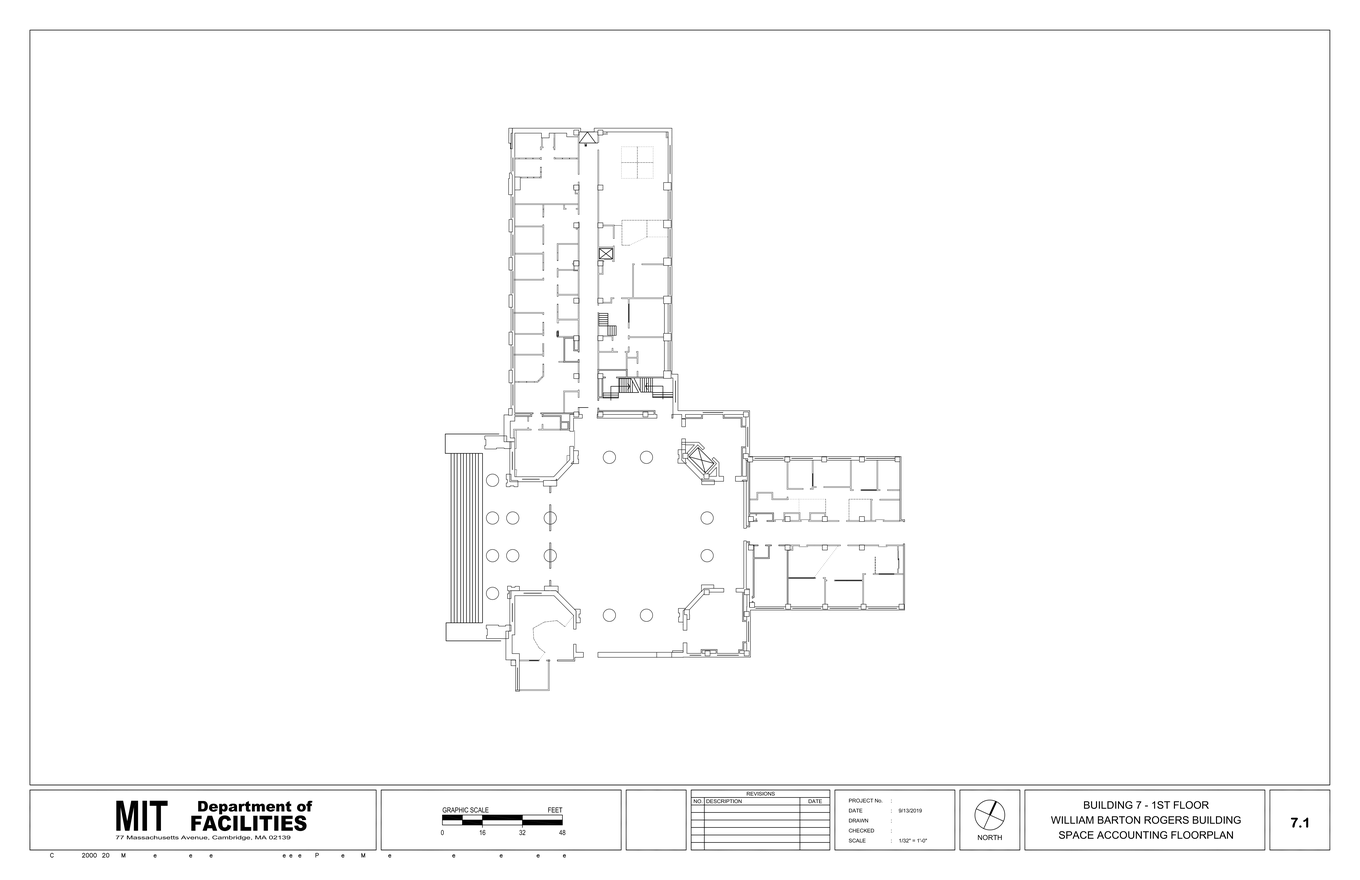 MIT
Department of
FACILITIES
77 Massachusetts Avenue, Cambridge, MA 02139
GRAPHIC SCALE FEET
0 16 32 48
REVISIONS
NO. DESCRIPTION DATE
PROJECT No. :
DATE : 9/13/2019
DRAWN :
CHECKED :
SCALE : 1/32" = 1'-0"
NORTH
BUILDING 7 - 1ST FLOOR
WILLIAM BARTON ROGERS BUILDING
SPACE ACCOUNTING FLOORPLAN
7.1
C 2000 20 M e e e e e e P e M e e e e e